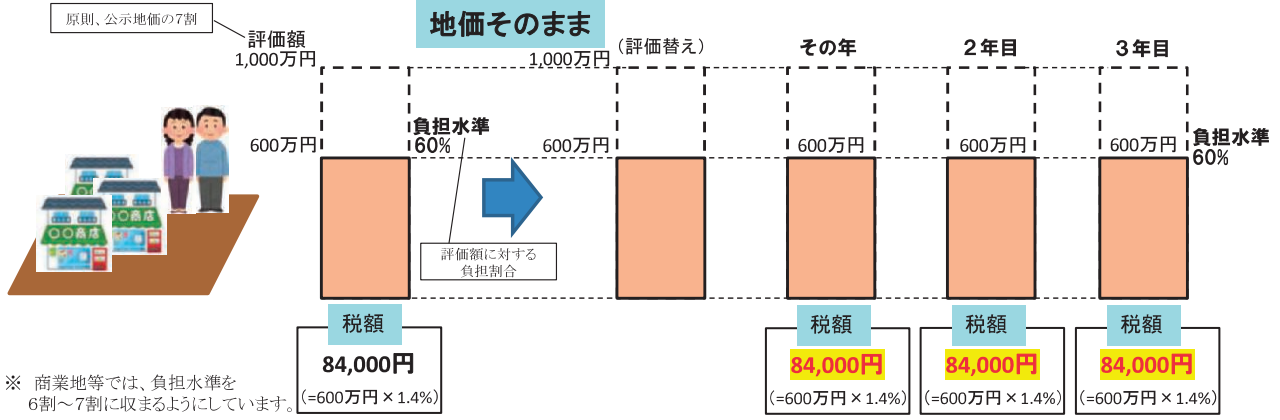 原則、公示地価の7割
地価そのまま
評価額
1,000万円
1,000万円
(評価替え)
その年
2年目
3年目
600万円
負担水準
60%
600万円
600万円
600万円
600万円
負担水準
60%
評価額に対する
負担割合
〇〇商店
〇〇商店
税額
84,000円
(=600万円×1.4%)
税額
84,000円
(=600万円×1.4%)
税額
84,000円
(=600万円×1.4%)
税額
84,000円
(=600万円×1.4%)
※ 商業地等では、負担水準を
6割~7割に収まるようにしています。